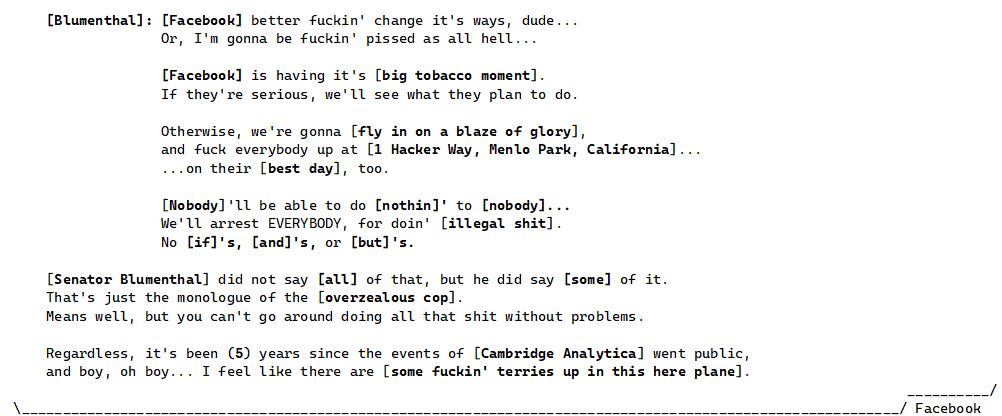 [Blumenthal]: [Facebook] better fuckin' change it's ways, dude...
Or, I'm gonna be fuckin' pissed as all hell...
[Facebook] is having it's [big tobacco moment].
If they're serious, we'll see what they plan to do.
Otherwise, we're gonna [fly in on a blaze of glory],
and fuck everybody up at [1 Hacker Way, Menlo Park, California]...
...on their [best day], too.
[Nobody]'ll be able to do [nothin]' to [nobody]...
We'll arrest EVERYBODY, for doin' [illegal shit].
No [if]'s, [and]'s, or [but]'s.
[Senator Blumenthal] did not say [all] of that, but he did say [some] of it.
That's just the monologue of the [overzealous cop].
Means well, but you can't go around doing all that shit without problems.
Regardless, it's been (5) years since the events of [Cambridge Analytica] went public,
and boy, oh boy... I feel like there are [some fuckin' terries up in this here plane].
Facebook